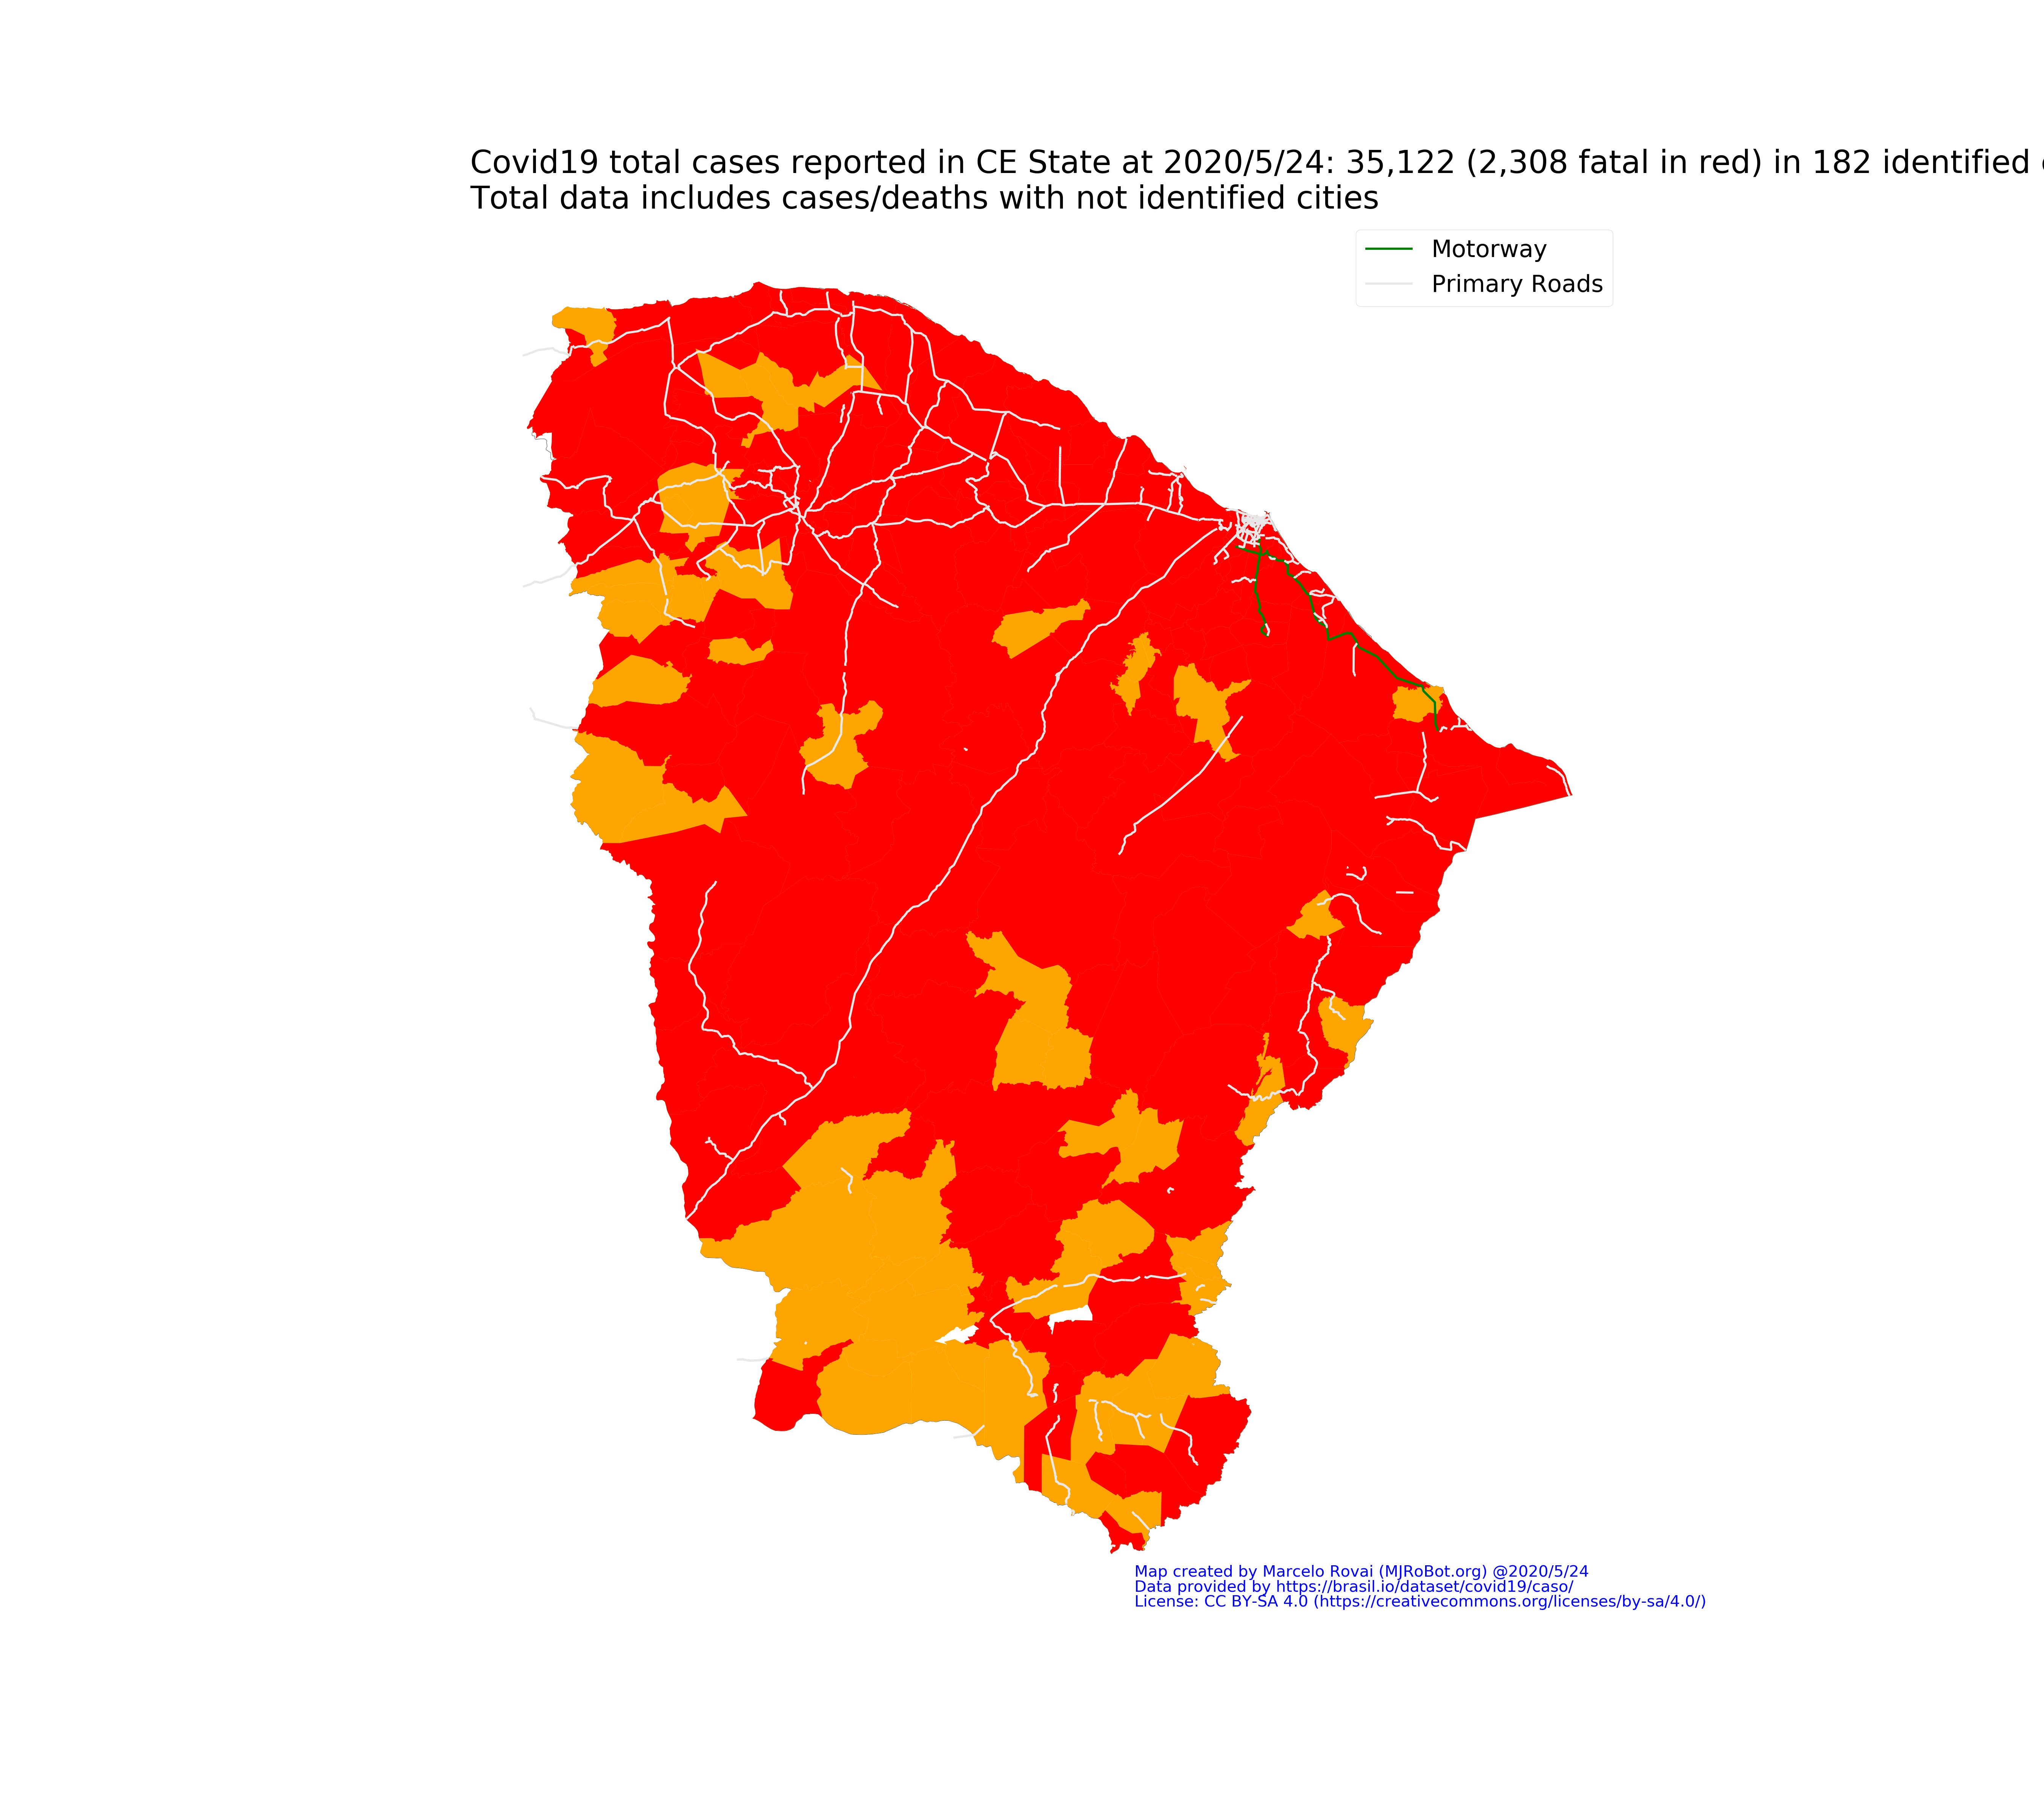 Covid19 total cases reported in CE State at 2020/5/24: 35,122 (2,308 fatal in red) in 182 identified
Total data includes cases/deaths with not identified cities
Motorway
Primary Roads
Map created by Marcelo Rovai (MJRoBot.org) @2020/5/24
Data provided by https://brasil.io/dataset/covid19/caso/
License: CC BY-SA 4.0 (https://creativecommons.org/licenses/by-sa/4.0/)